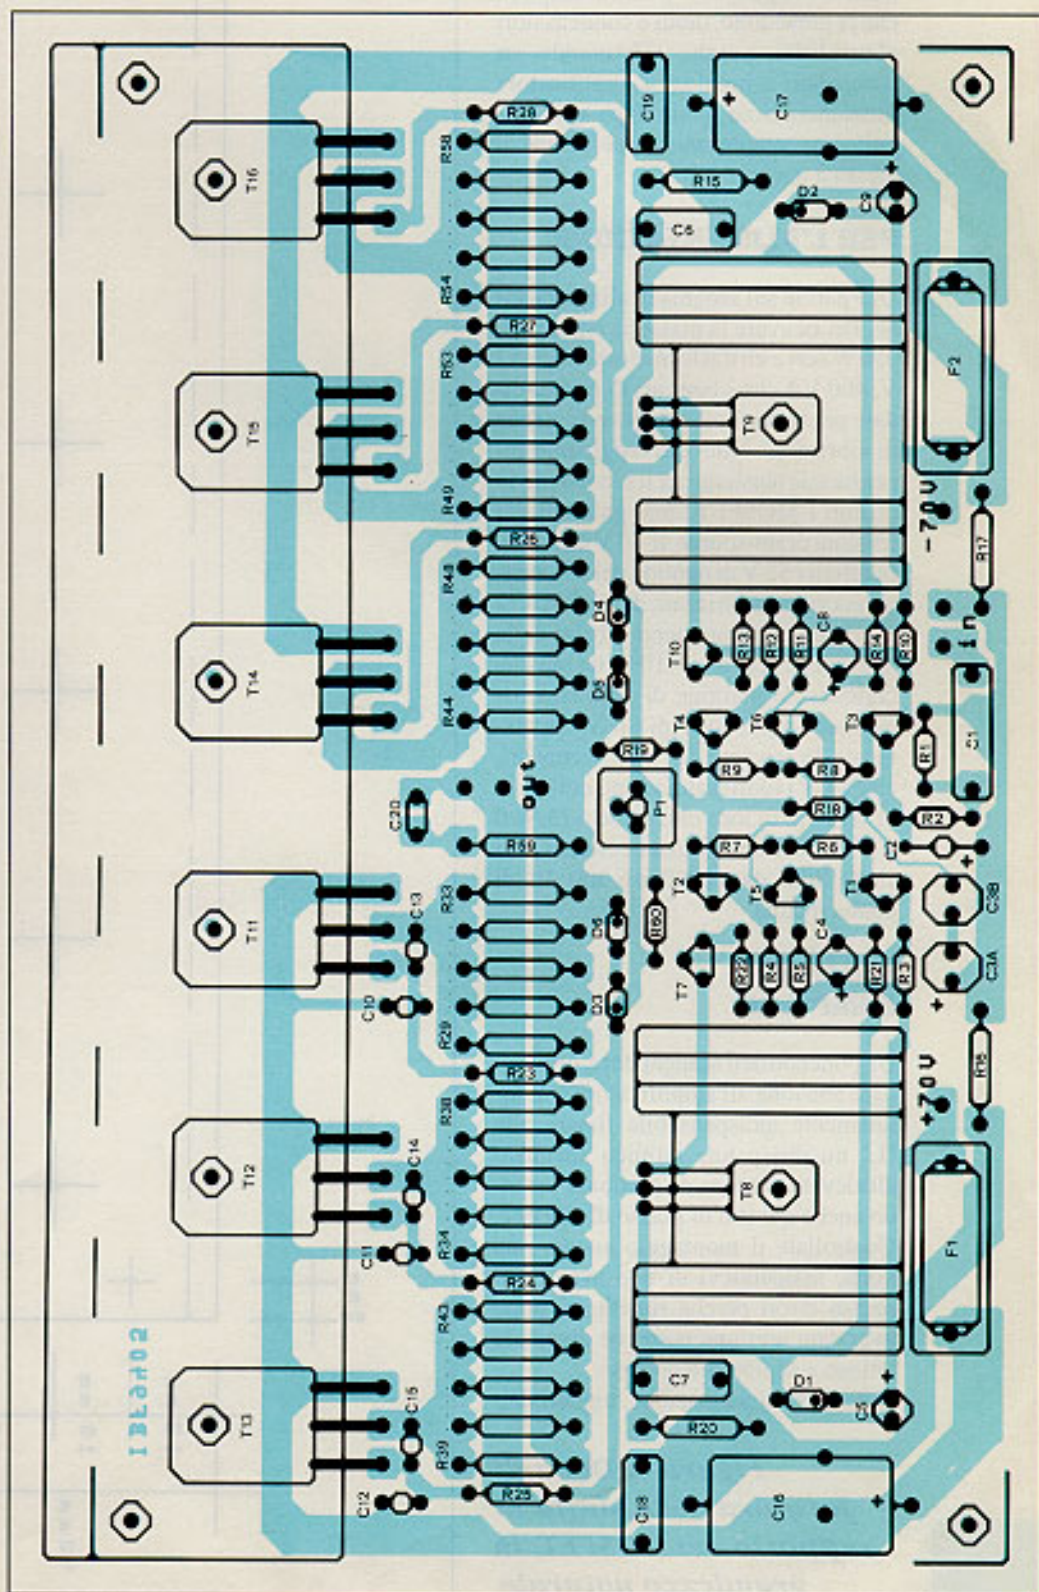 R28
C19
C17
+
R58
T16
R15
D2
+
C9
C6
R54
R27
R53
F2
T15
T9
R49
-70V
R26
R17
R48
D4
in
T10
R13
R12
R11
C8
R14
R10
+
T14
D5
R44
T4
T6
T3
R19
R1
C1
out
R9
R8
C20
P1
R18
R2
R59
R7
R6
C2
+
T2
T5
T1
R33
C3B
T11
C13
D6
R60
C4
T7
R22
R4
R5
R21
R3
C3A
+
+
C10
D3
R29
R16
R23
+70V
R38
C14
T12
T8
C11
R34
F1
R24
IBF9405
R43
C7
D1
+
C5
T13
C15
R20
R39
R25
C12
C18
C16
+